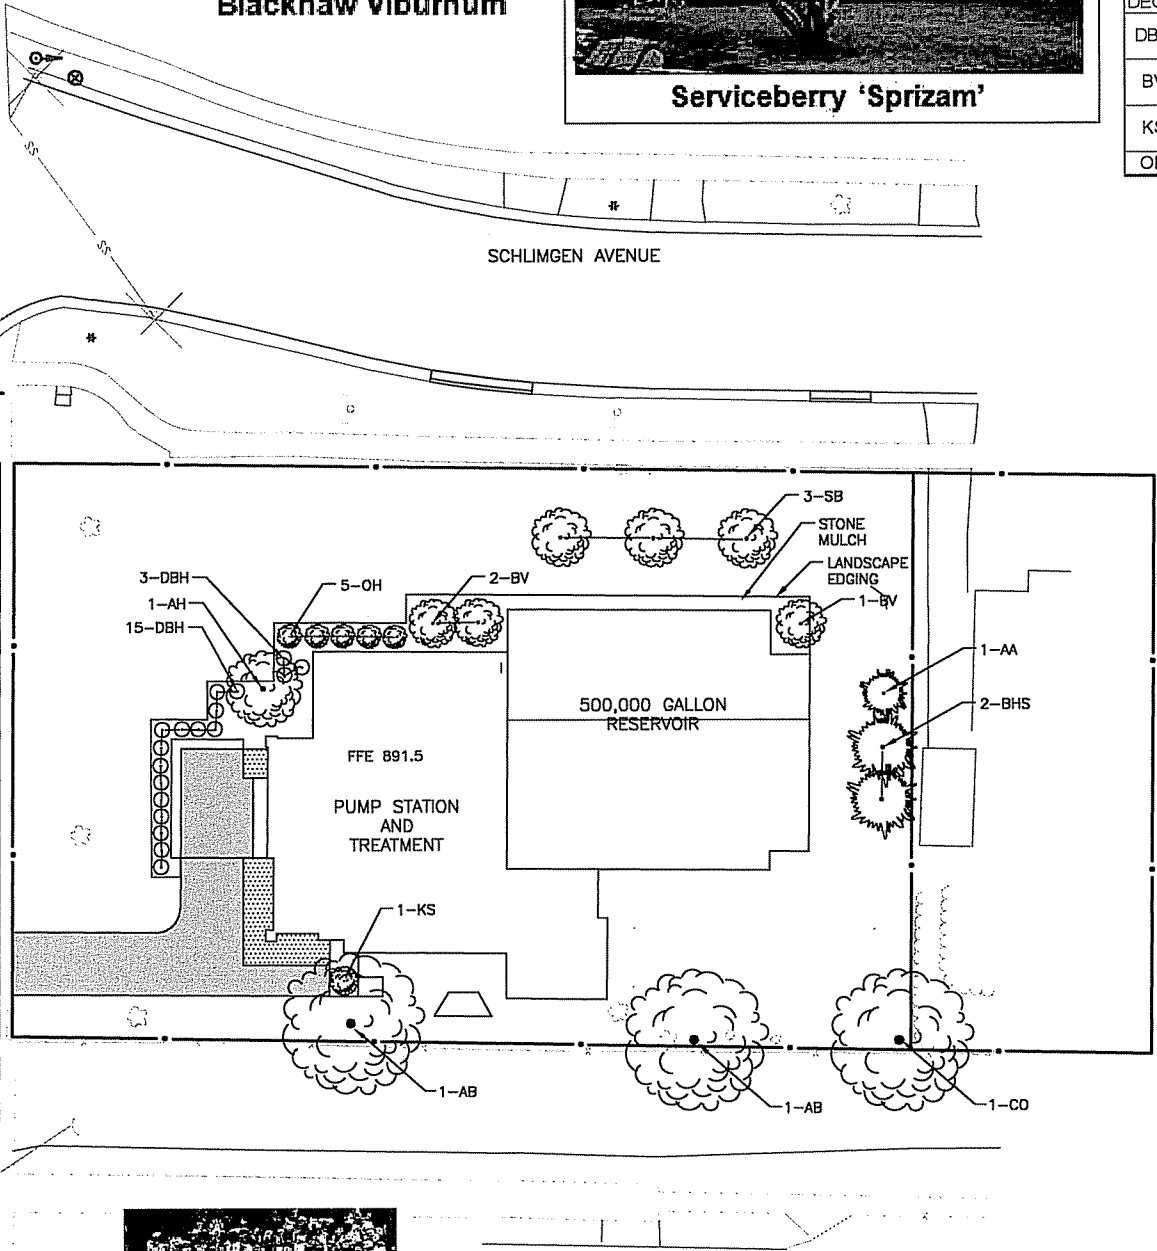 Blackhaw Viburnum
Serviceberry ‘Sprizam’
DB
BV
KS
SS
SCHLIMGEN AVENUE
SS
3-SB
STONE
MULCH
LANDSCAPE
EDGING
1-BV
3-DBH
1-AH
15-DBH
5-OH
2-BV
1-AA
2-BHS
500,000 GALLON
RESERVOIR
FFE 891.5
PUMP STATION
AND
TREATMENT
1-KS
1-AB
1-AB
1-CO